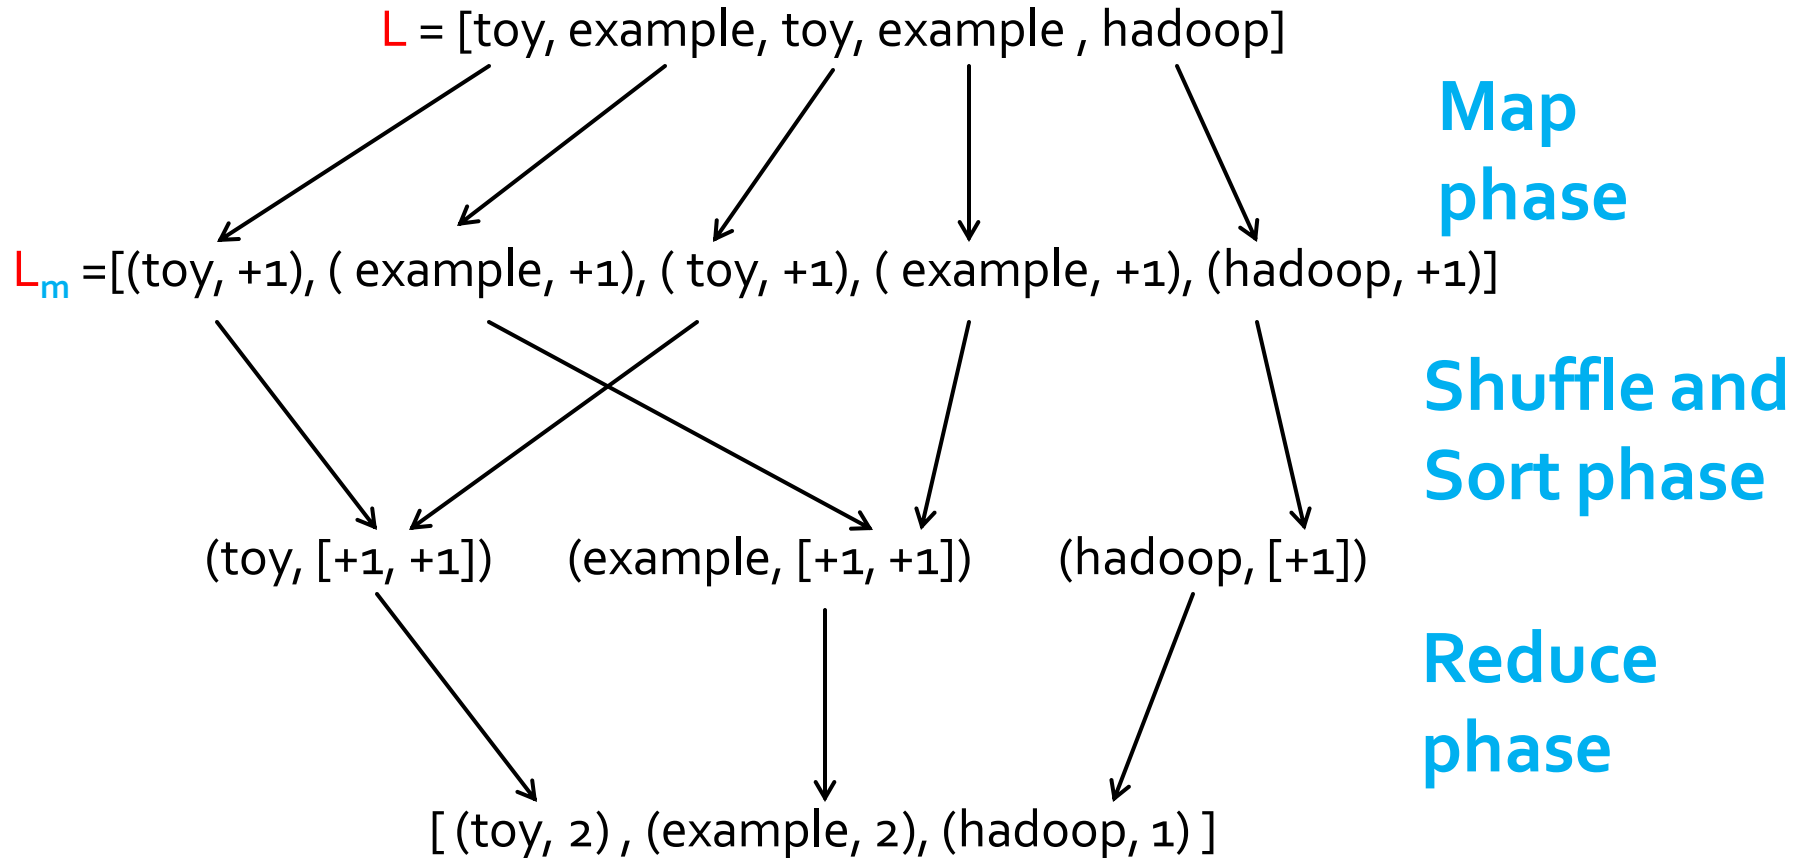 L = [toy, example, toy, example , hadoop]
Map
phase
Lm =[(toy, +1), ( example, +1), ( toy, +1), ( example, +1), (hadoop, +1)]
Shuffle and
Sort phase
(toy, [+1, +1]) (example, [+1, +1]) (hadoop, [+1])
Reduce
phase
[ (toy, 2) , (example, 2), (hadoop, 1) ]